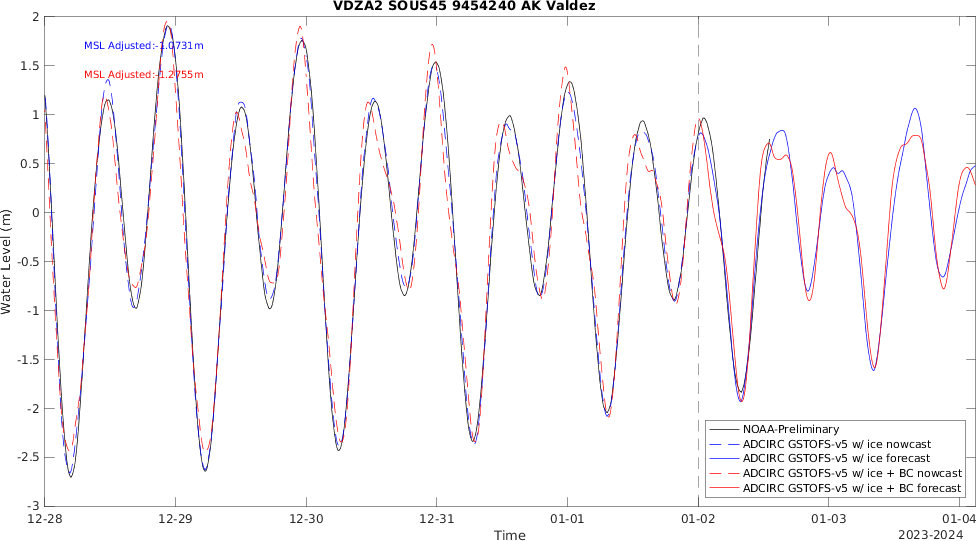 VDZA2 SOUS45 9454240 AK Valdez
MSL Adjusted:-1.0731m
MSL Adjusted:-1.2755m
2
1.5
1
0.5
0
-0.5
-1
-1.5
-2
-2.5
-3
Water Level (m)
NOAA-Preliminary
ADCIRC GSTOFS-v5 w/ ice nowcast
ADCIRC GSTOFS-v5 w/ ice forecast
ADCIRC GSTOFS-v5 w/ ice + BC nowcast
ADCIRC GSTOFS-v5 w/ ice + BC forecast
12-28 12-29 12-30 12-31 01-01 01-02 01-03 01-04
Time
2023-2024